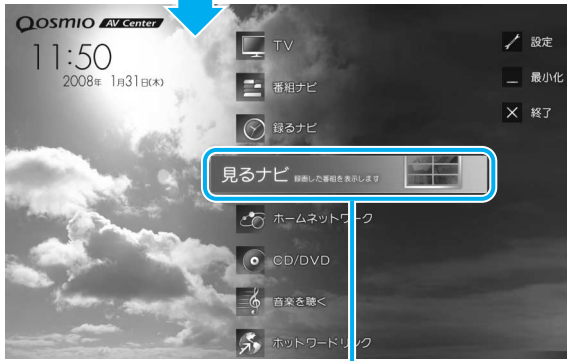 Qosmio AV Center
11:50
2008年 1月31日(木)
TV
番組ナビ
録るナビ
見るナビ 録画した番組を表示します
ホームネットワーク
CD/DVD
音楽を聴く
ホットワードリンク
設定
最小化
終了